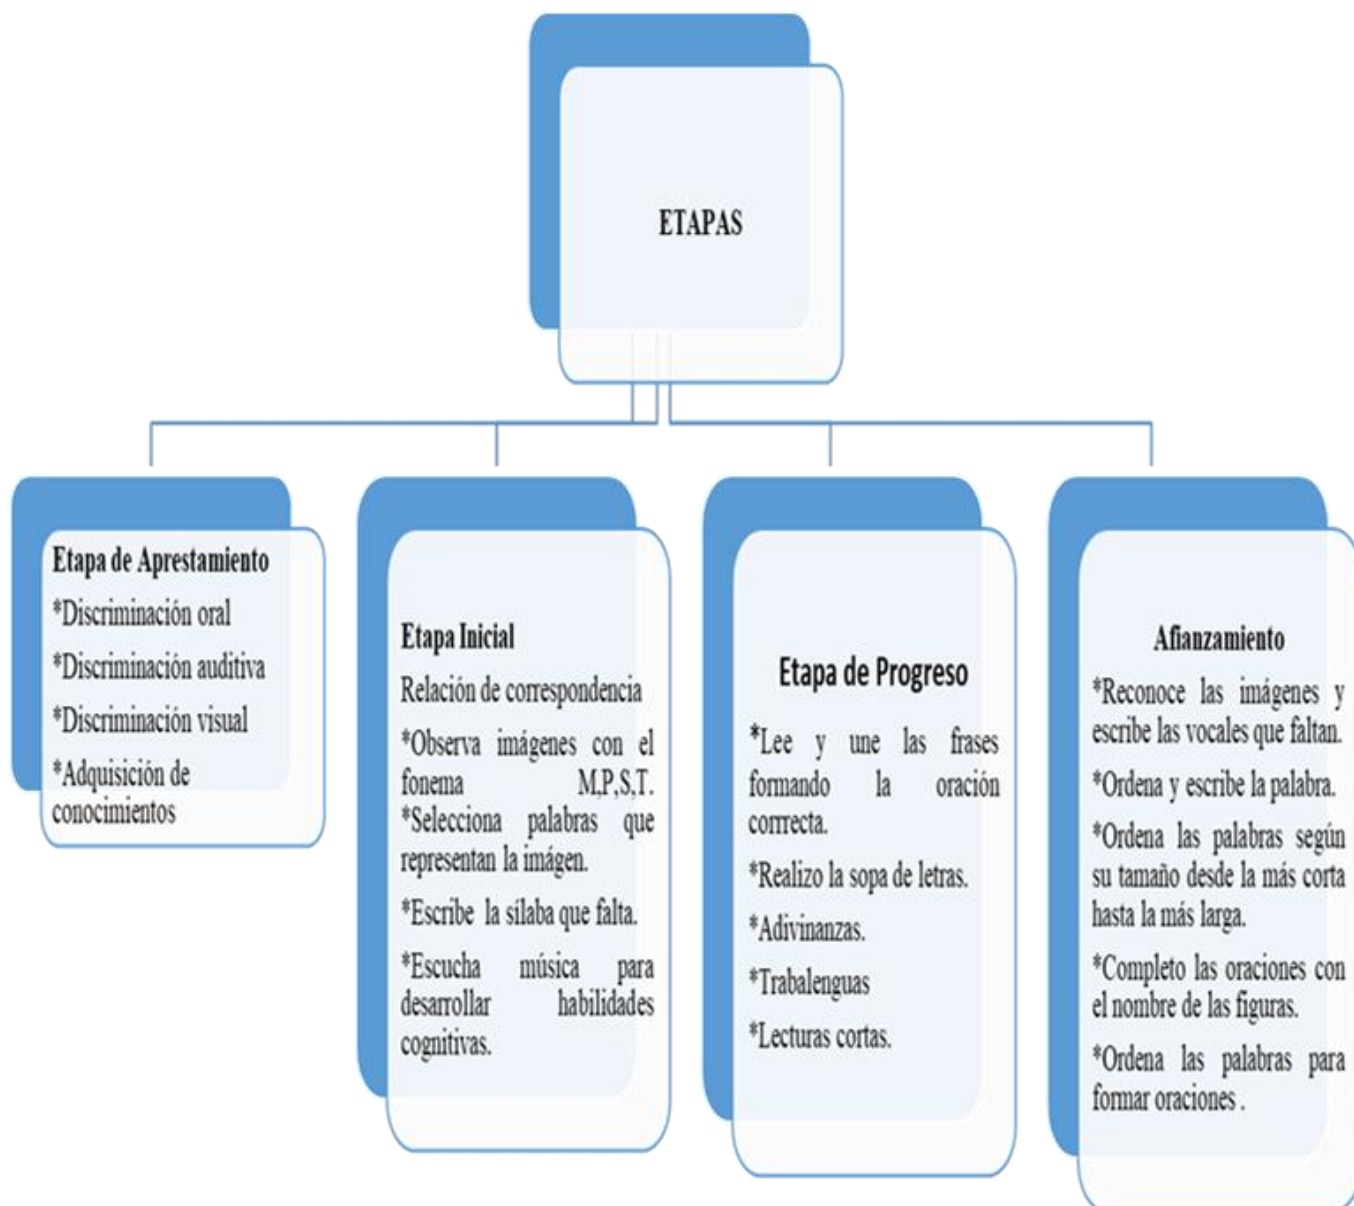 ETAPAS
Etapa de Aprestamiento
*Discriminación oral
*Discriminación auditiva
*Discriminación visual
*Adquisición de
conocimientos
Etapa Inicial
Relación de correspondencia
*Observa imágenes con el
fonema M,P,S,T.
*Selecciona palabras que
representan la imágen.
*Escribe la sílaba que falta.
*Escucha música para
desarrollar habilidades
cognitivas.
Etapa de Progreso
*Lee y une las frases
formando la oración
corrrecta.
*Realizo la sopa de letras.
*Adivinanzas.
*Trabalenguas
*Lecturas cortas.
Afianzamiento
*Reconoce las imágenes y
escribe las vocales que faltan.
*Ordena y escribe la palabra.
*Ordena las palabras según
su tamaño desde la más corta
hasta la más larga.
*Completo las oraciones con
el nombre de las figuras.
*Ordena las palabras para
formar oraciones .